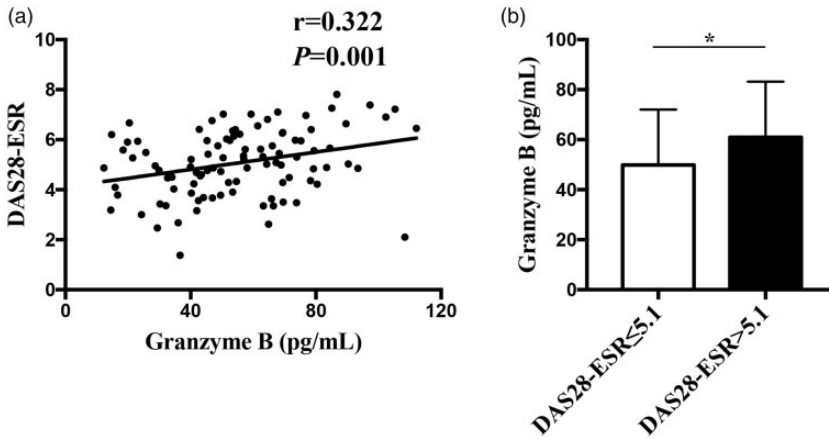 (a)
r=0.322
P=0.001
DAS28-ESR
10
8
6
4
2
0
0
40
80
120
Granzyme B (pg/mL)
(b)
*
Granzyme B (pg/mL)
100
80
60
40
20
0
DAS28-ESR≤5.1
DAS28-ESR>5.1